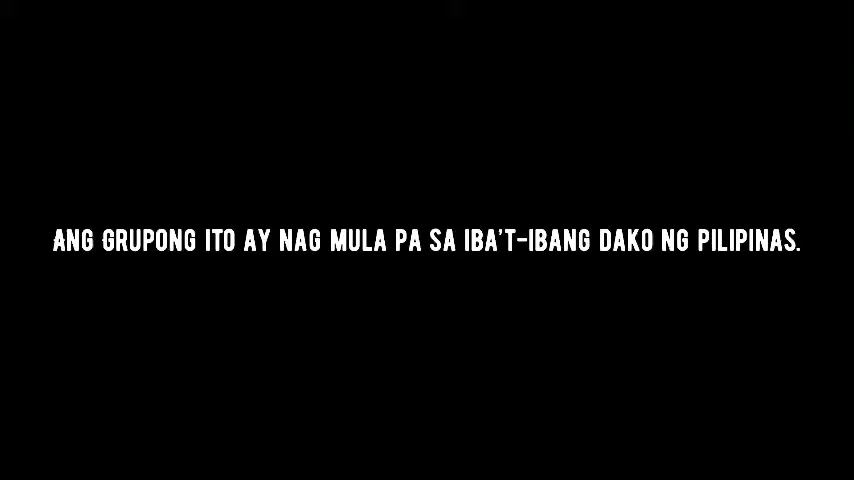 ANG GRUPONG ITO AY NAG MULA PA SA IBA'T-IBANG DAKO NG PILIPINAS.